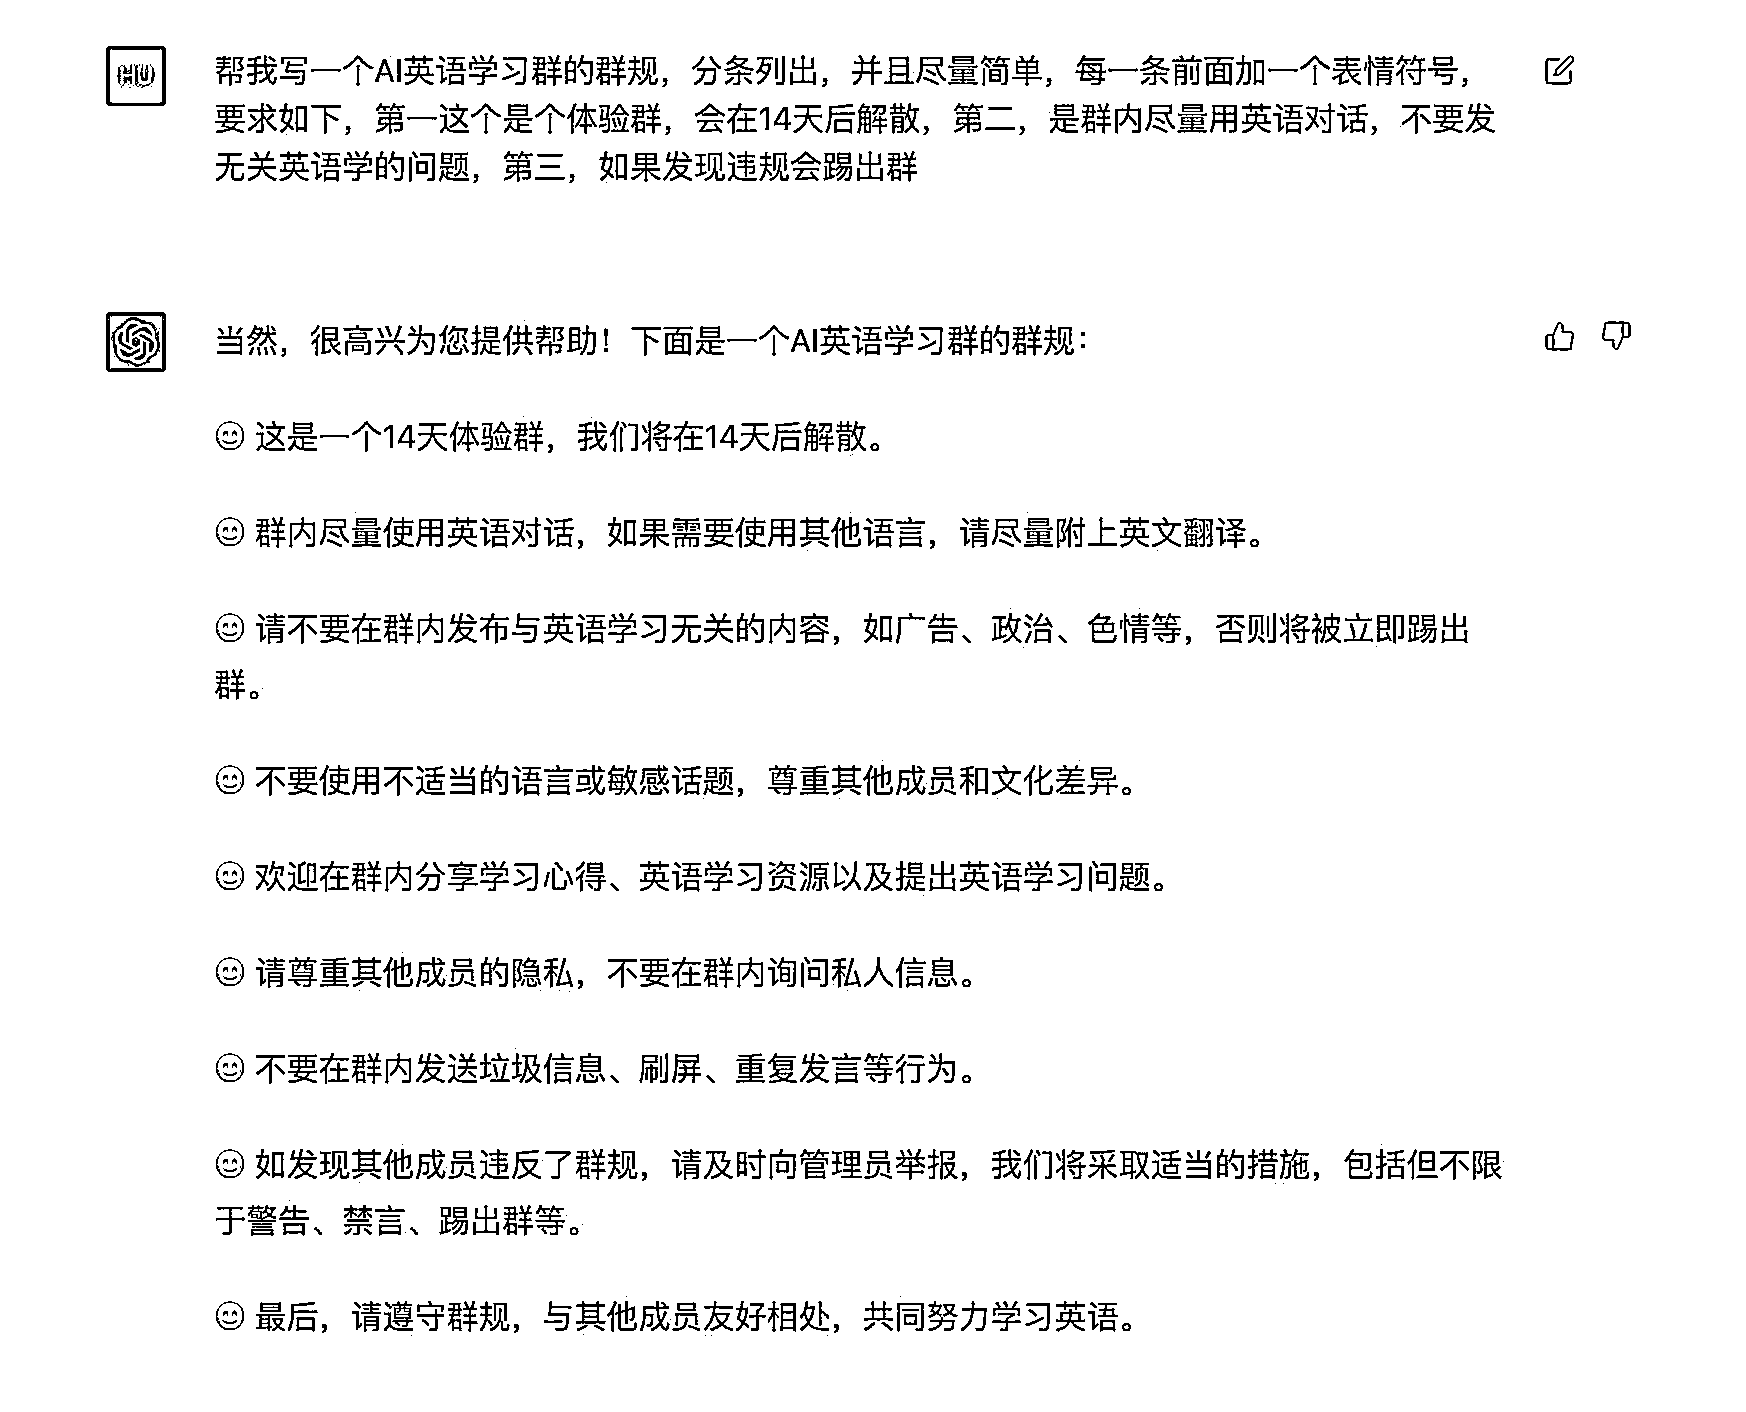 帮我写一个AI英语学习群的群规，分条列出，并且尽量简单，每一条前面加一个表情符号，
要求如下，第一这个是个体验群，会在14天后解散，第二，是群内尽量用英语对话，不要发
无关英语学的问题，第三，如果发现违规会踢出群
当然，很高兴为您提供帮助！下面是一个AI英语学习群的群规：
😊 这是一个14天体验群，我们将在14天后解散。
😊 群内尽量使用英语对话，如果需要使用其他语言，请尽量附上英文翻译。
😊 请不要在群内发布与英语学习无关的内容，如广告、政治、色情等，否则将被立即踢出
群。
😊 不要使用不适当的语言或敏感话题，尊重其他成员和文化差异。
😊 欢迎在群内分享学习心得、英语学习资源以及提出英语学习问题。
😊 请尊重其他成员的隐私，不要在群内询问私人信息。
😊 不要在群内发送垃圾信息、刷屏、重复发言等行为。
😊 如发现其他成员违反了群规，请及时向管理员举报，我们将采取适当的措施，包括但不限
于警告、禁言、踢出群等。
😊 最后，请遵守群规，与其他成员友好相处，共同努力学习英语。